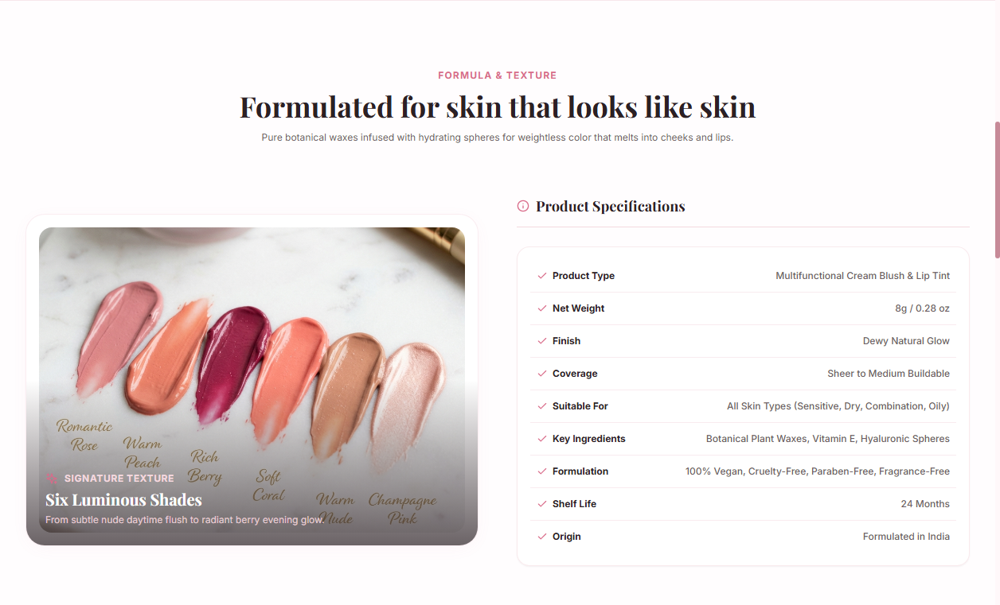 FORMULA & TEXTURE
Formulated for skin that looks like skin
Pure botanical waxes infused with hydrating spheres for weightless color that melts into cheeks and lips.
Romantic
Rose
Warm
Peach
Rich
Berry
Soft
Coral
Warm
Nude
Champagne
Pink
SIGNATURE TEXTURE
Six Luminous Shades
From subtle nude daytime flush to radiant berry evening glow.
Product Specifications
Product Type Multifunctional Cream Blush & Lip Tint
Net Weight 8g / 0.28 oz
Finish Dewy Natural Glow
Coverage Sheer to Medium Buildable
Suitable For All Skin Types (Sensitive, Dry, Combination, Oily)
Key Ingredients Botanical Plant Waxes, Vitamin E, Hyaluronic Spheres
Formulation 100% Vegan, Cruelty-Free, Paraben-Free, Fragrance-Free
Shelf Life 24 Months
Origin Formulated in India